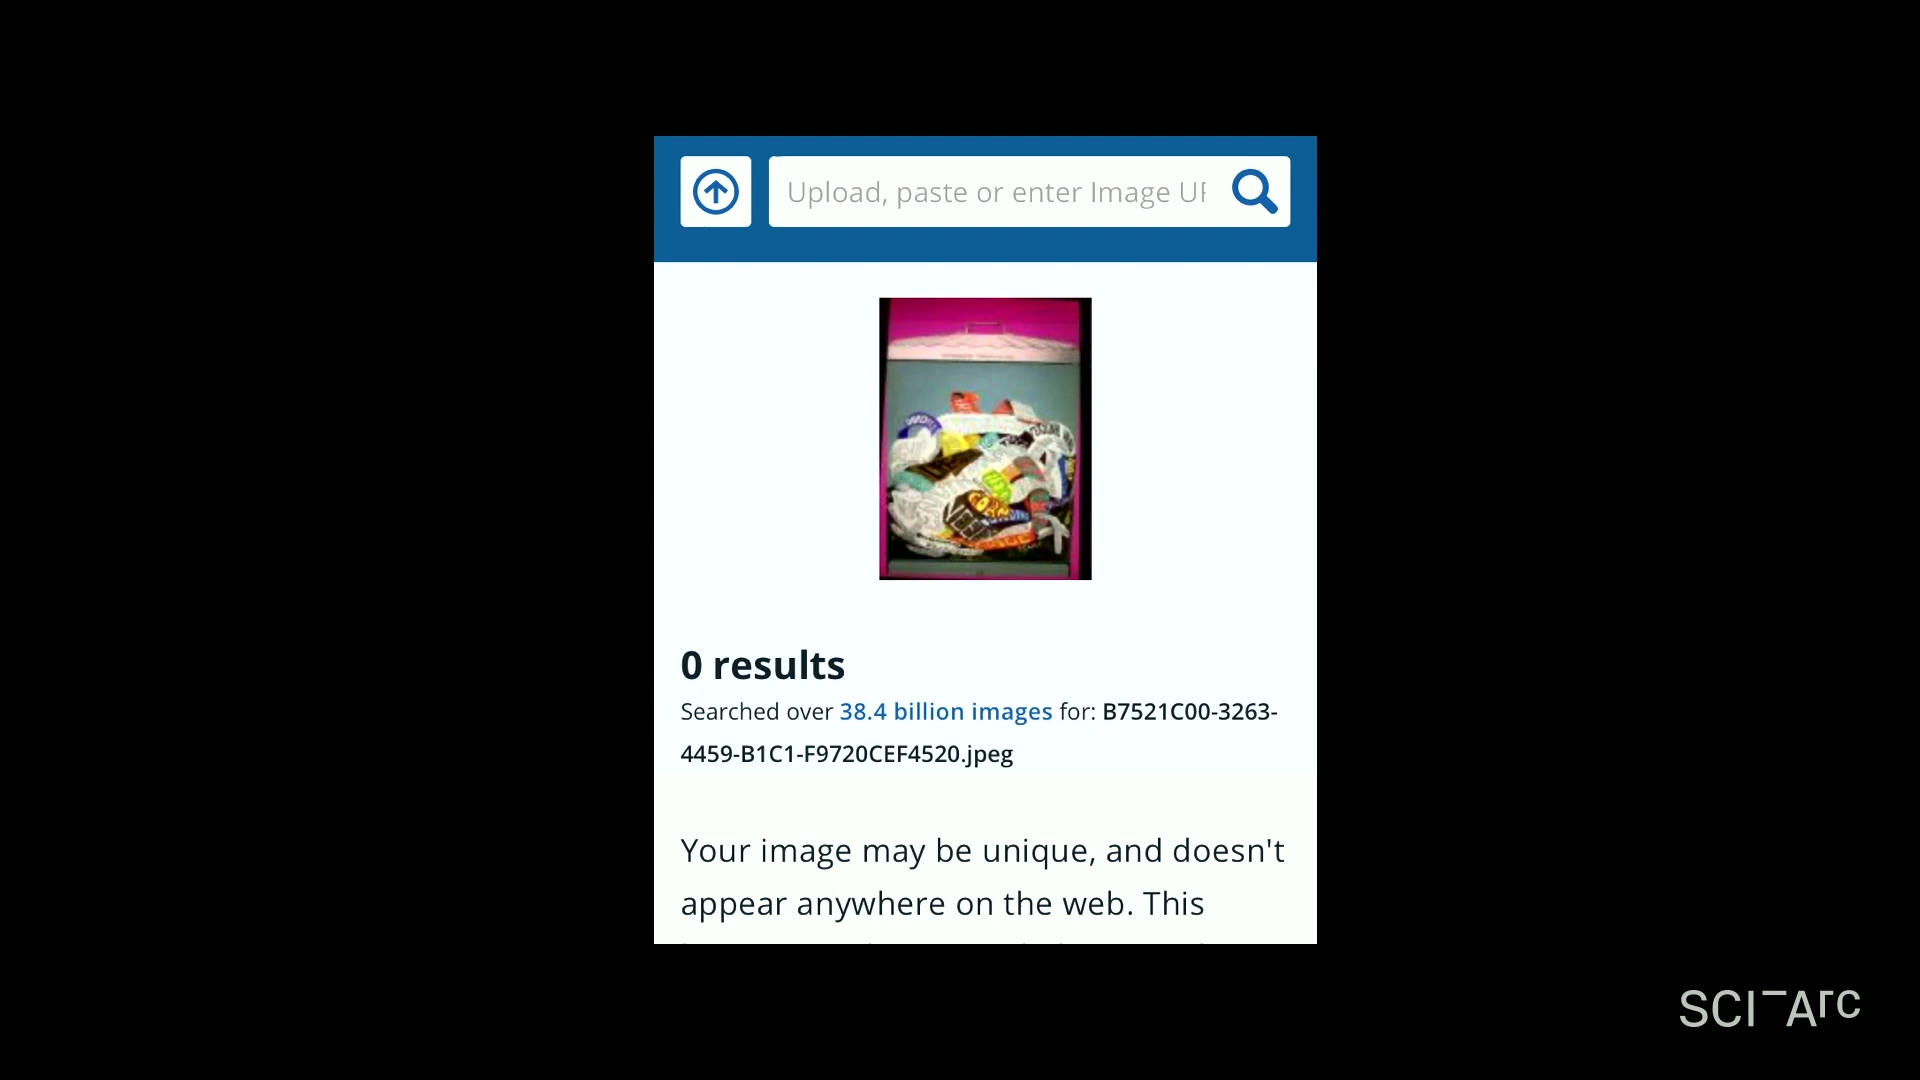 Upload, paste or enter Image UR
0 results
Searched over 38.4 billion images for: B7521C00-3263-
4459-B1C1-F9720CEF4520.jpeg
Your image may be unique, and doesn't
appear anywhere on the web. This
SCI-Arc